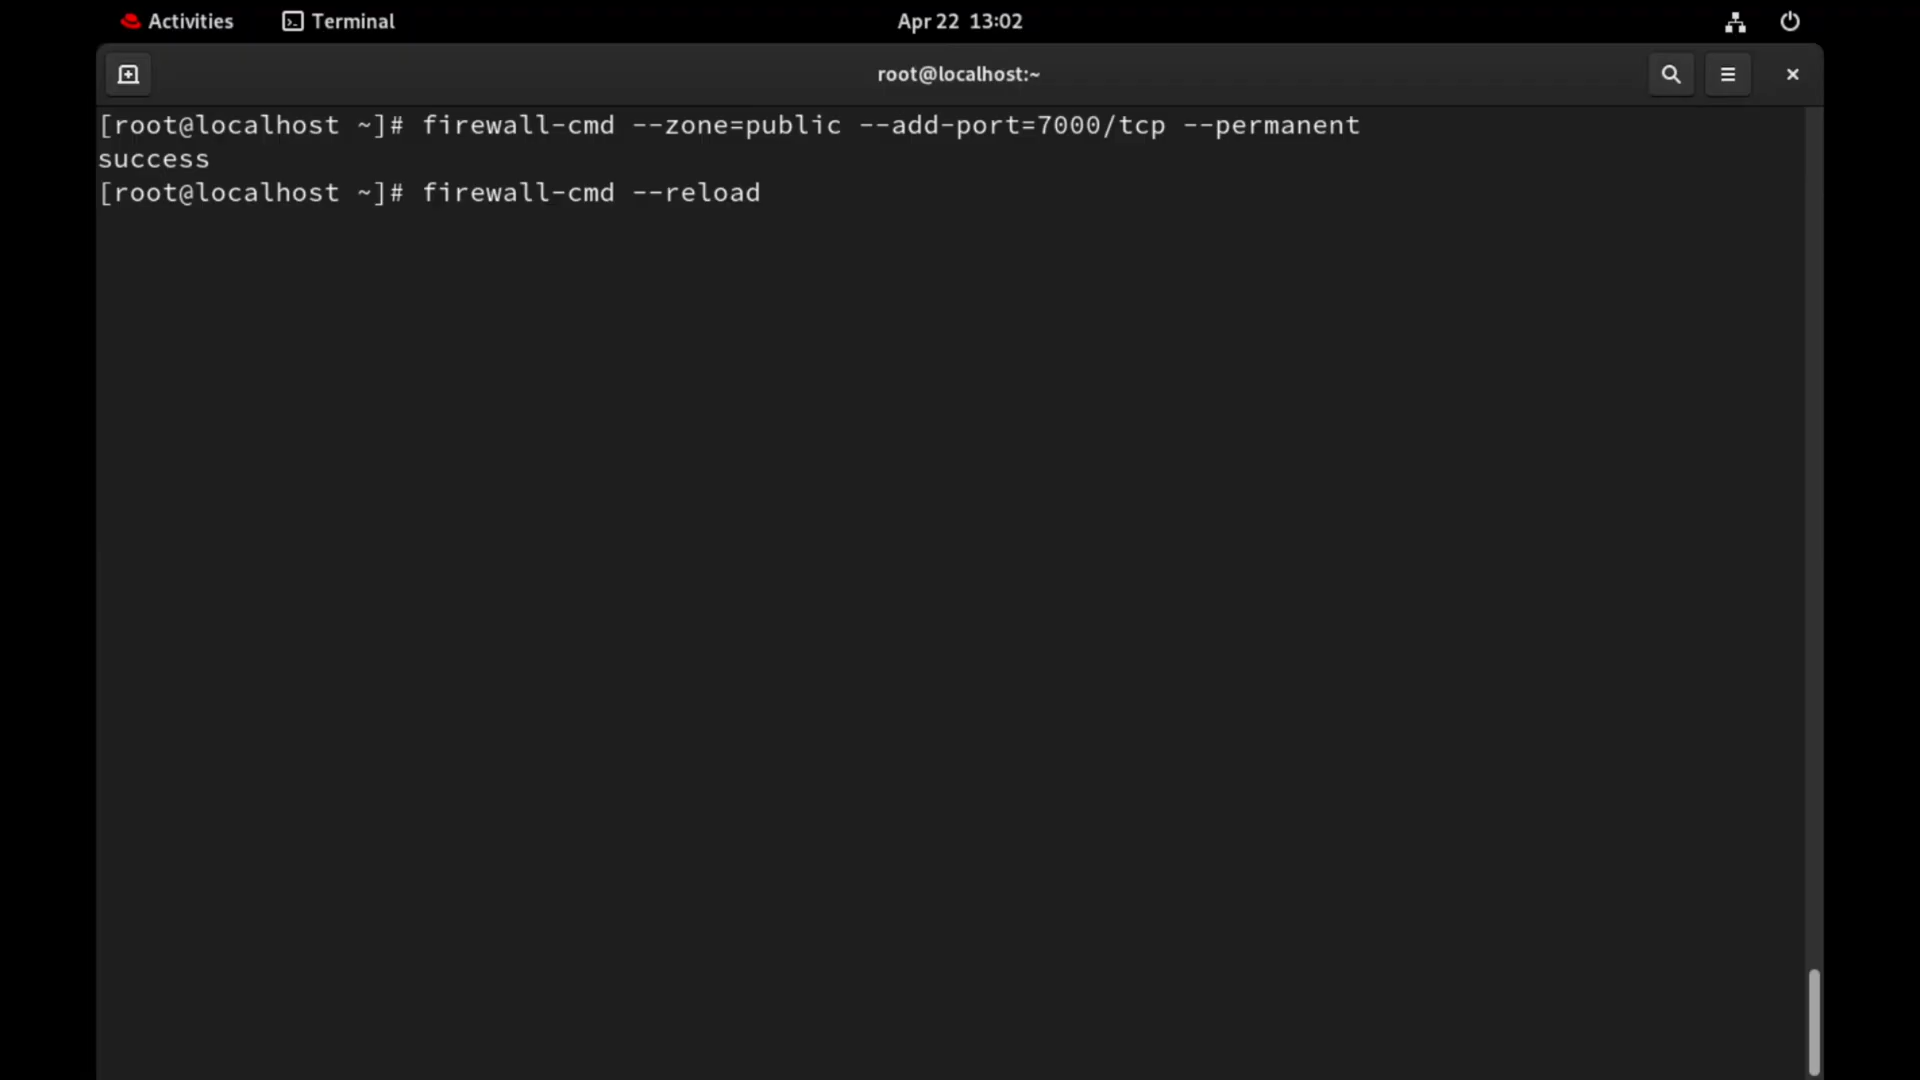 Activities Terminal Apr 22 13:02
root@localhost:~
[root@localhost ~]# firewall-cmd --zone=public --add-port=7000/tcp --permanent
success
[root@localhost ~]# firewall-cmd --reload